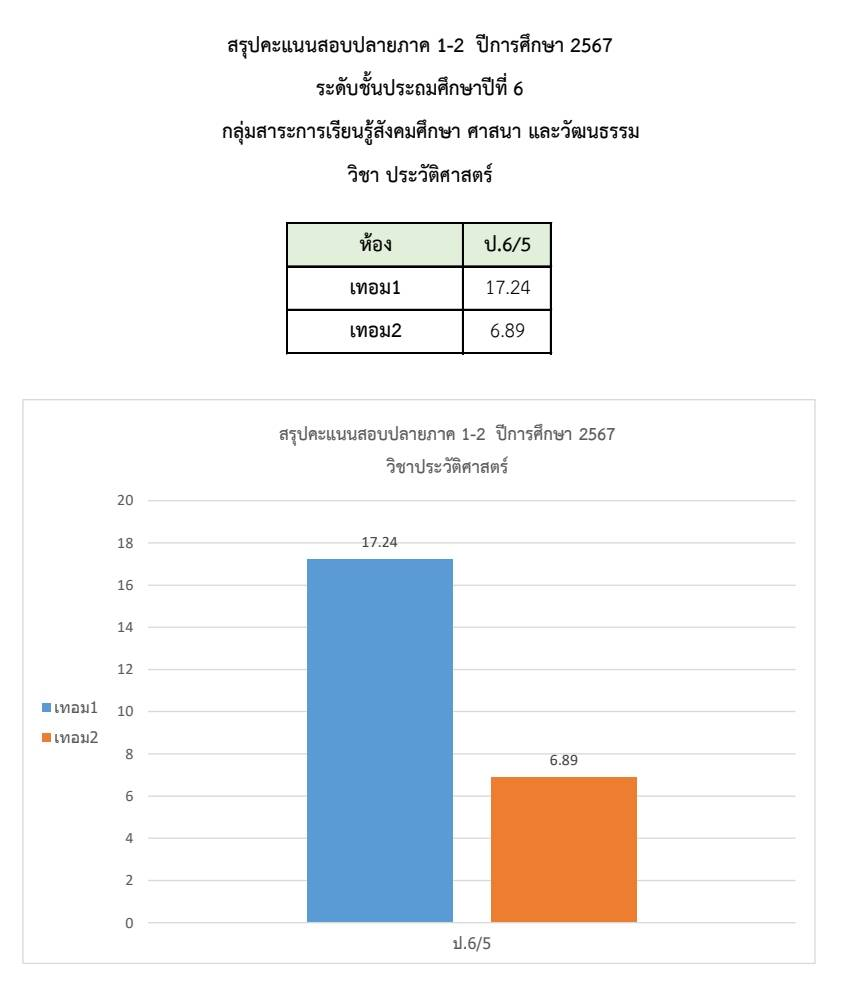 สรุปคะแนนสอบปลายภาค 1-2 ปีการศึกษา 2567
ระดับชั้นประถมศึกษาปีที่ 6
กลุ่มสาระการเรียนรู้สังคมศึกษา ศาสนา และวัฒนธรรม
วิชา ประวัติศาสตร์
ห้อง ป.6/5
เทอม1 17.24
เทอม2 6.89
สรุปคะแนนสอบปลายภาค 1-2 ปีการศึกษา 2567
วิชาประวัติศาสตร์
20
18
17.24
16
14
12
เทอม1
10
เทอม2
8
6.89
6
4
2
0
ป.6/5